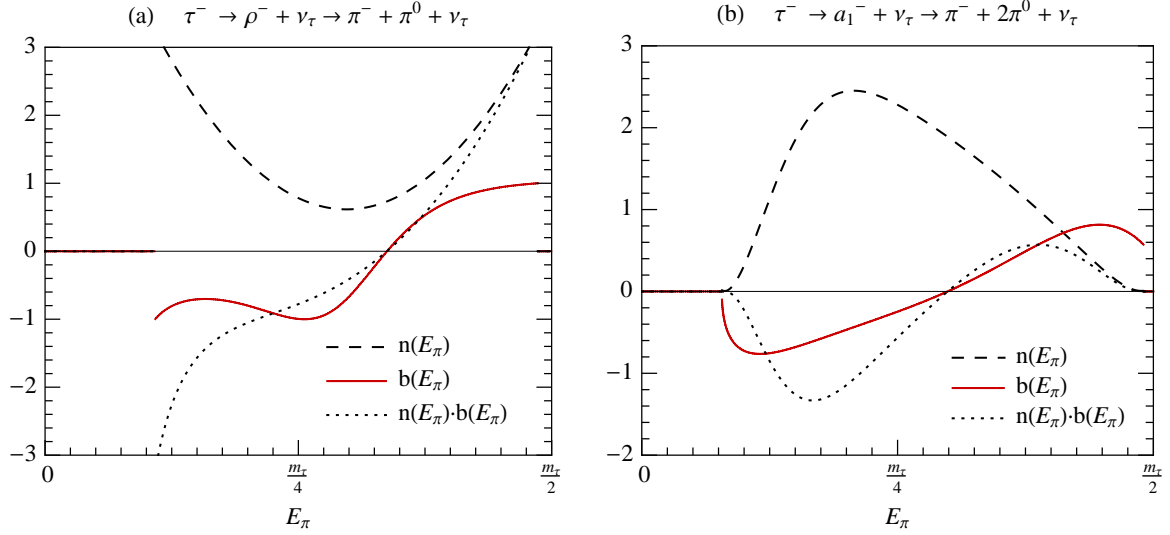 (a) τ⁻ → ρ⁻ + ν_τ → π⁻ + π⁰ + ν_τ
3
2
1
0
−1
−2
−3
n(E_π)
b(E_π)
n(E_π)·b(E_π)
0
m_τ/4
m_τ/2
E_π
(b) τ⁻ → a₁⁻ + ν_τ → π⁻ + 2π⁰ + ν_τ
3
2
1
0
−1
−2
n(E_π)
b(E_π)
n(E_π)·b(E_π)
0
m_τ/4
m_τ/2
E_π